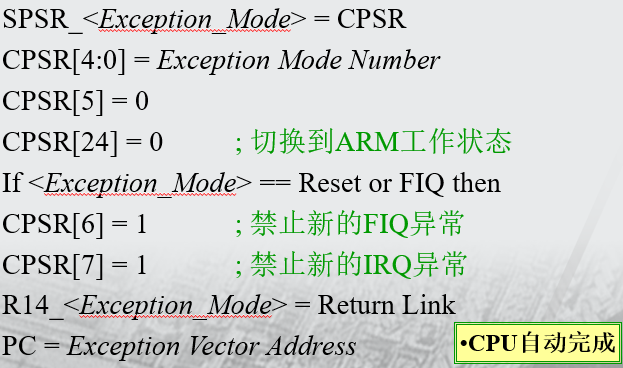 SPSR_<Exception_Mode> = CPSR
CPSR[4:0] = Exception Mode Number
CPSR[5] = 0
CPSR[24] = 0 ; 切换到ARM工作状态
If <Exception_Mode> == Reset or FIQ then
CPSR[6] = 1 ; 禁止新的FIQ异常
CPSR[7] = 1 ; 禁止新的IRQ异常
R14_<Exception_Mode> = Return Link
PC = Exception Vector Address
•CPU自动完成